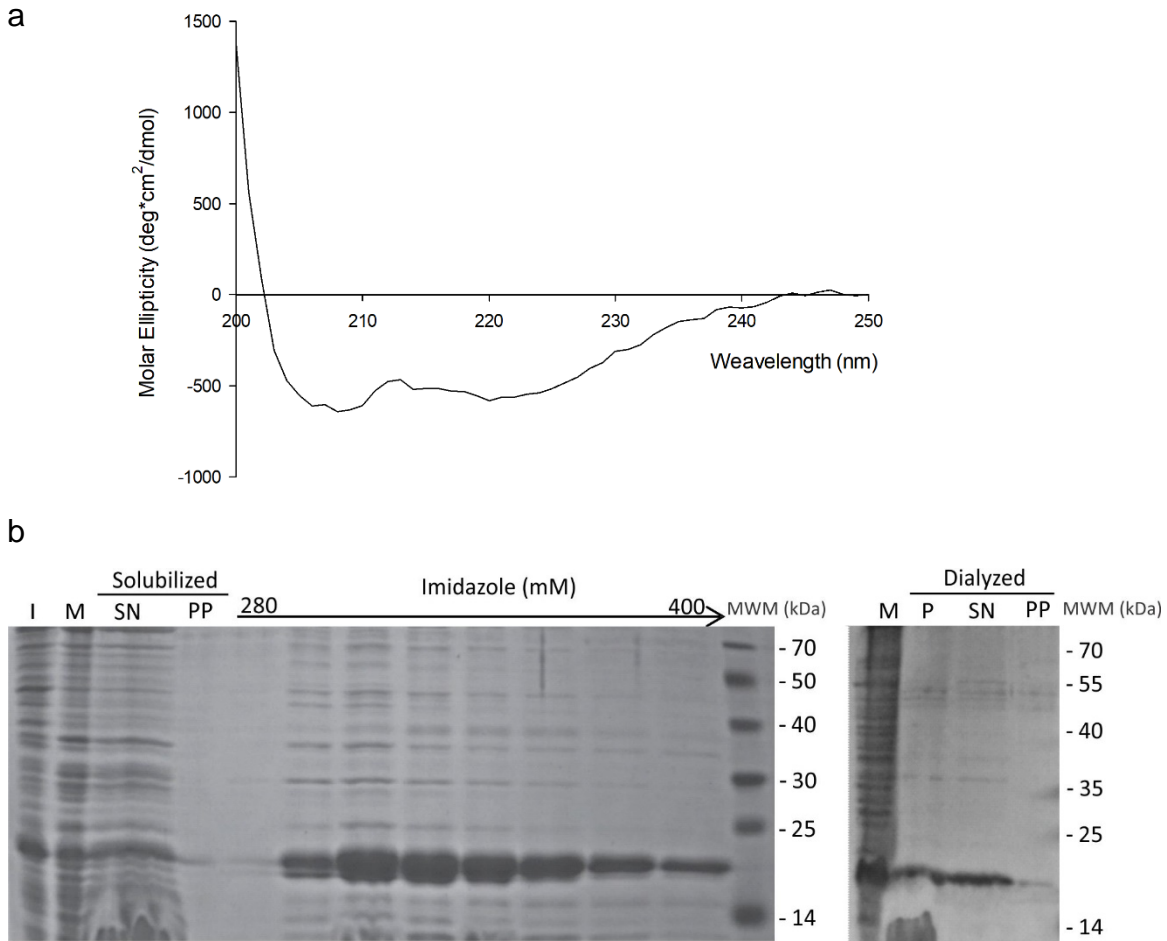 a
1500
1000
500
0
-500
-1000
200 210 220 230 240 250
Molar Ellipticity (deg*cm²/dmol)
Weavelength (nm)
b
Solubilized
I M SN PP
280 Imidazole (mM) 400
MWM (kDa)
- 70
- 50
- 40
- 30
- 25
- 14
Dialyzed
M P SN PP
MWM (kDa)
- 70
- 55
- 40
- 35
- 25
- 14